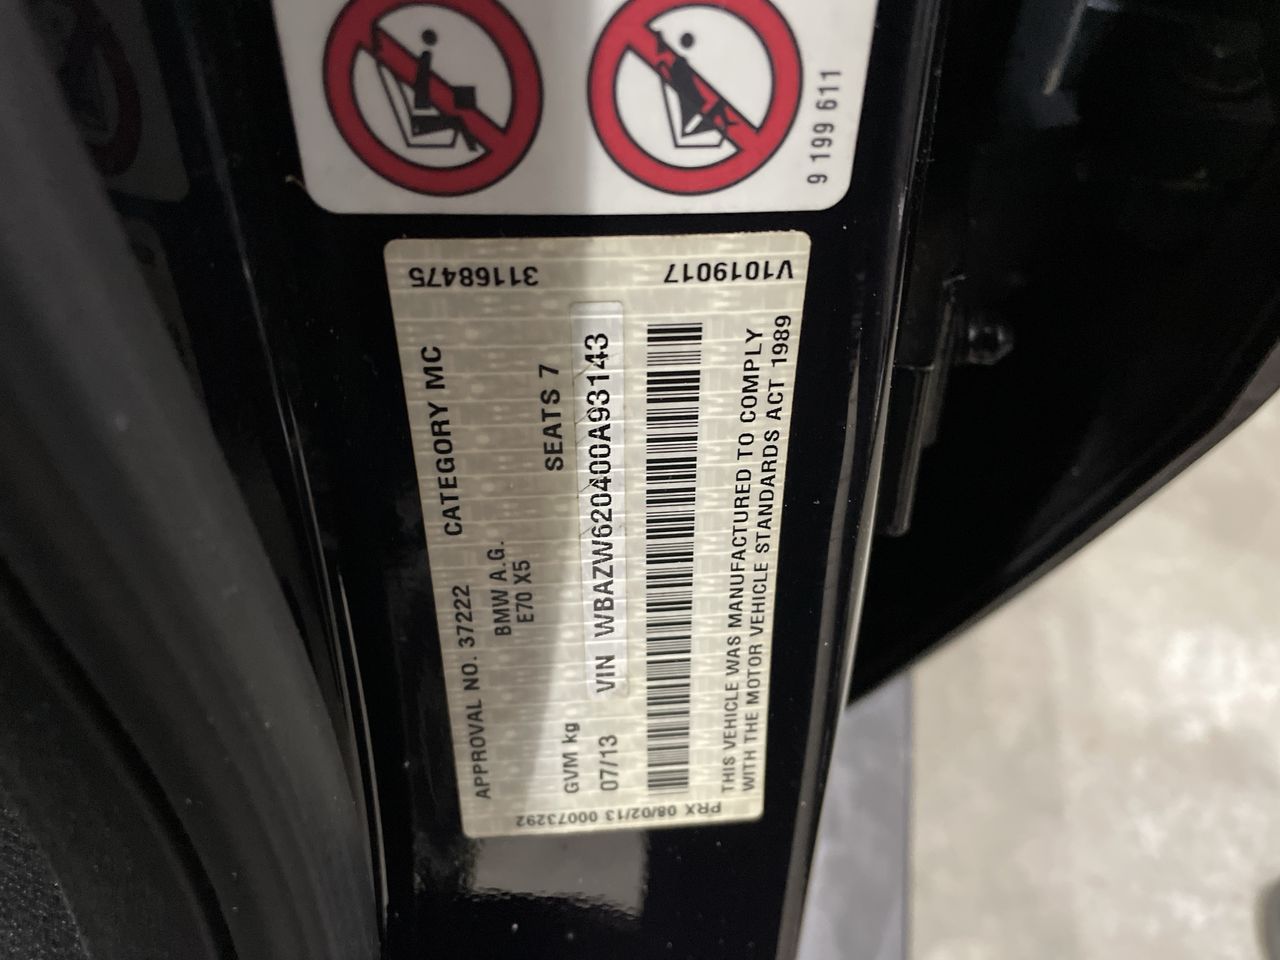 9 199 611
31168475
V1019017
APPROVAL NO. 37222 CATEGORY MC
BMW A.G.
E70 X5
SEATS 7
GVM kg
07/13 VIN WBAZW620400A93143
THIS VEHICLE WAS MANUFACTURED TO COMPLY
WITH THE MOTOR VEHICLE STANDARDS ACT 1989
PRX 08/02/13 00073292